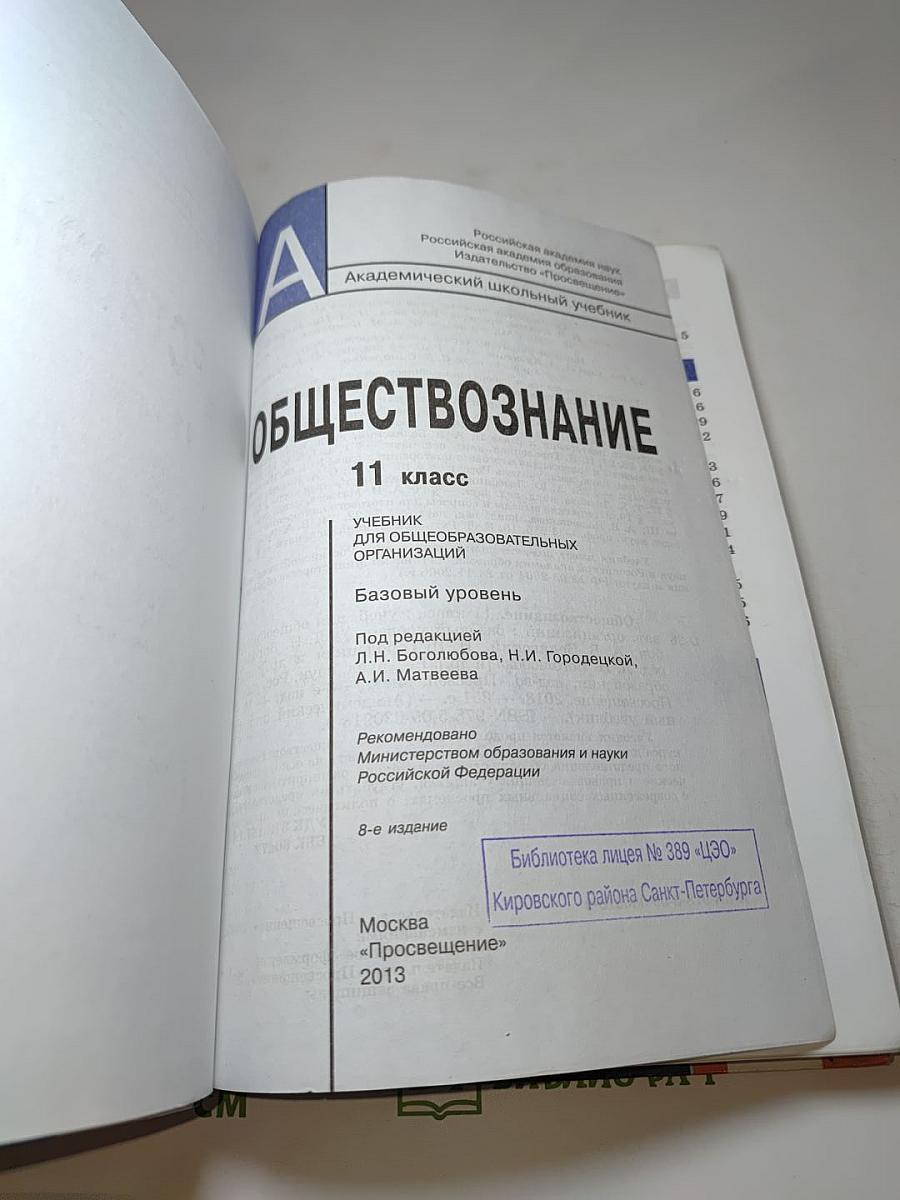 А
Российская академия наук
Российская академия образования
Издательство «Просвещение»
Академический школьный учебник
ОБЩЕСТВОЗНАНИЕ
11 класс
УЧЕБНИК
ДЛЯ ОБЩЕОБРАЗОВАТЕЛЬНЫХ
ОРГАНИЗАЦИЙ
Базовый уровень
Под редакцией
Л.Н. Боголюбова, Н.И. Городецкой,
А.И. Матвеева
Рекомендовано
Министерством образования и науки
Российской Федерации
8-е издание
Библиотека лицея № 389 «ЦЭО»
Кировского района Санкт-Петербурга
Москва
«Просвещение»
2013